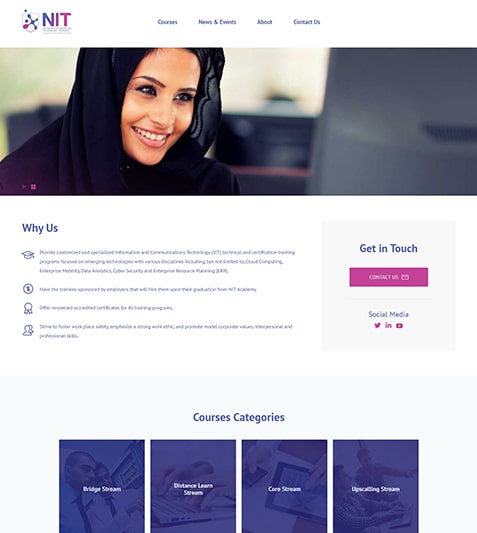 NIT
Courses
News & Events
About
Contact Us
Why Us
Provide customized and specialized Information and Communications Technology (ICT) technical and certification training
programs focused on emerging technologies with various disciplines including, but not limited to, Cloud Computing,
Enterprise Mobility, Data Analytics, Cyber Security and Enterprise Resource Planning (ERP).
Have the trainees sponsored by employers that will hires them upon their graduation from NIT Academy.
Offer renowned accredited certificates for its training programs.
Strive to foster work place safety, emphasize a strong work ethic, and promote model corporate values, interpersonal and
professional skills.
Get in Touch
CONTACT US
Social Media
Courses Categories
Bridge Stream
Distance Learn
Stream
Core Stream
Upscalling Stream